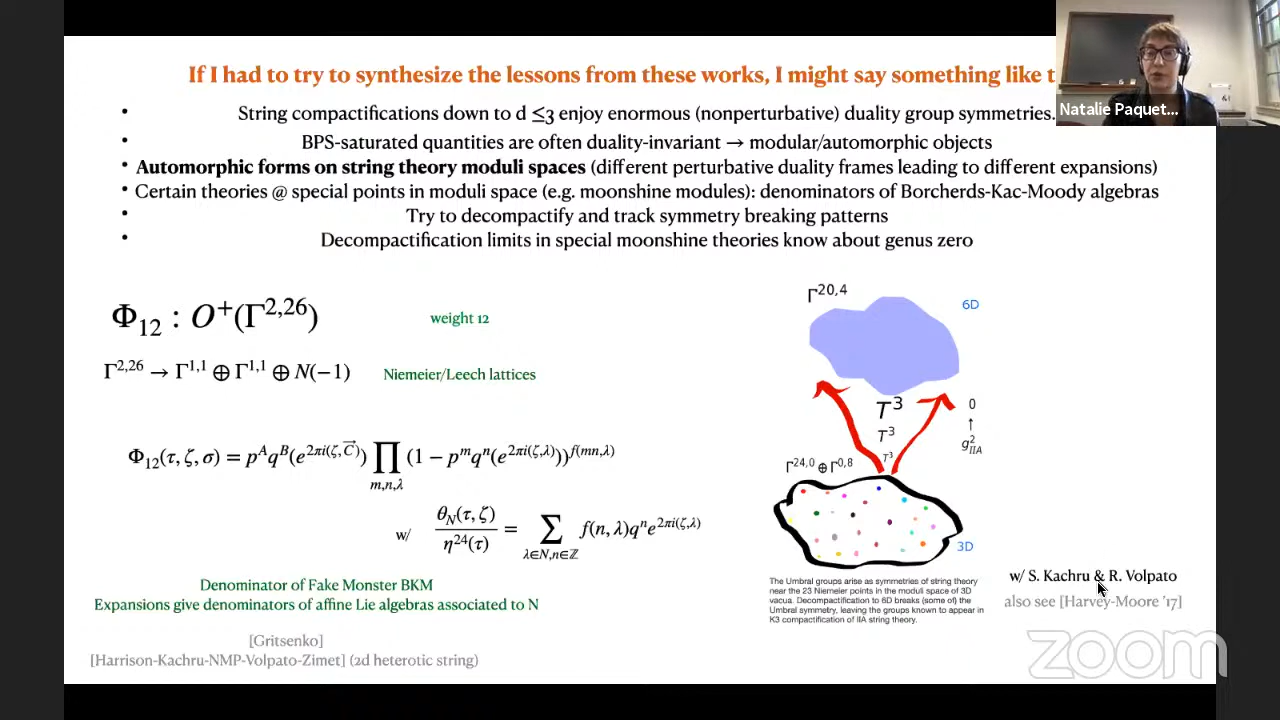 If I had to try to synthesize the lessons from these works, I might say something like t
Natalie Paquet...
• String compactifications down to d ≤3 enjoy enormous (nonperturbative) duality group symmetries.
• BPS-saturated quantities are often duality-invariant → modular/automorphic objects
• Automorphic forms on string theory moduli spaces (different perturbative duality frames leading to different expansions)
• Certain theories @ special points in moduli space (e.g. moonshine modules): denominators of Borcherds-Kac-Moody algebras
• Try to decompactify and track symmetry breaking patterns
• Decompactification limits in special moonshine theories know about genus zero
Φ₁₂ : O⁺(Γ²,²⁶)
weight 12
Γ²,²⁶ → Γ¹,¹ ⊕ Γ¹,¹ ⊕ N(−1)
Niemeier/Leech lattices
Φ₁₂(τ, ζ, σ) = p^A q^B (e^{2πi(ζ, \vec{C})}) ∏_{m,n,λ} (1 − p^m q^n (e^{2πi(ζ,λ)}))^{f(mn,λ)}
w/ θ_N(τ, ζ) / η²⁴(τ) = ∑_{λ∈N,n∈ℤ} f(n, λ)q^n e^{2πi(ζ,λ)}
Denominator of Fake Monster BKM
Expansions give denominators of affine Lie algebras associated to N
[Gritsenko]
[Harrison-Kachru-NMP-Volpato-Zimet] (2d heterotic string)
Γ²⁰,⁴
6D
T³
T³
T³
0
↑
g²_{IIA}
Γ²⁴,⁰ ⊕ Γ⁰,⁸
3D
The Umbral groups arise as symmetries of string theory
near the 23 Niemeier points in the moduli space of 3D
vacua. Decompactification to 6D breaks (some of) the
Umbral symmetry, leaving the groups known to appear in
K3 compactification of IIA string theory.
w/ S. Kachru & R. Volpato
also see [Harvey-Moore '17]
zoom